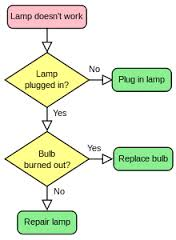 Lamp doesn't work
Lamp
plugged in?
No
Plug in lamp
Yes
Bulb
burned out?
Yes
Replace bulb
No
Repair lamp